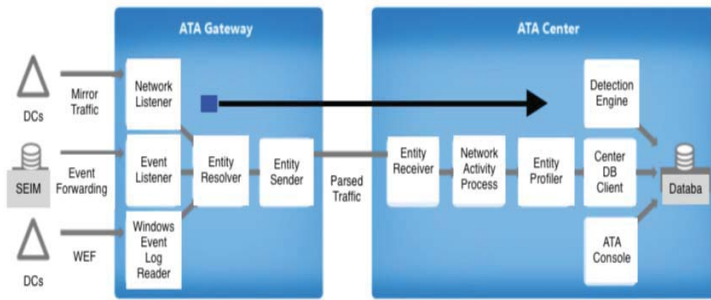 ATA Gateway
ATA Center
DCs
Mirror
Traffic
Network
Listener
SEIM
Event
Forwarding
Event
Listener
Entity
Resolver
Entity
Sender
DCs
WEF
Windows
Event
Log
Reader
Parsed
Traffic
Entity
Receiver
Network
Activity
Process
Entity
Profiler
Detection
Engine
Center
DB
Client
ATA
Console
Databa